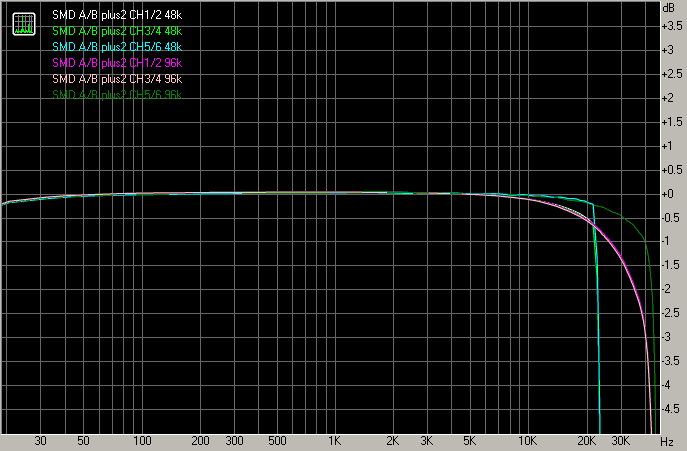 SMD A/B plus2 CH1/2 48k
SMD A/B plus2 CH3/4 48k
SMD A/B plus2 CH5/6 48k
SMD A/B plus2 CH1/2 96k
SMD A/B plus2 CH3/4 96k
SMD A/B plus2 CH5/6 96k
dB
+3.5
+3
+2.5
+2
+1.5
+1
+0.5
+0
-0.5
-1
-1.5
-2
-2.5
-3
-3.5
-4
-4.5
30 50 100 200 300 500 1K 2K 3K 5K 10K 20K 30K Hz